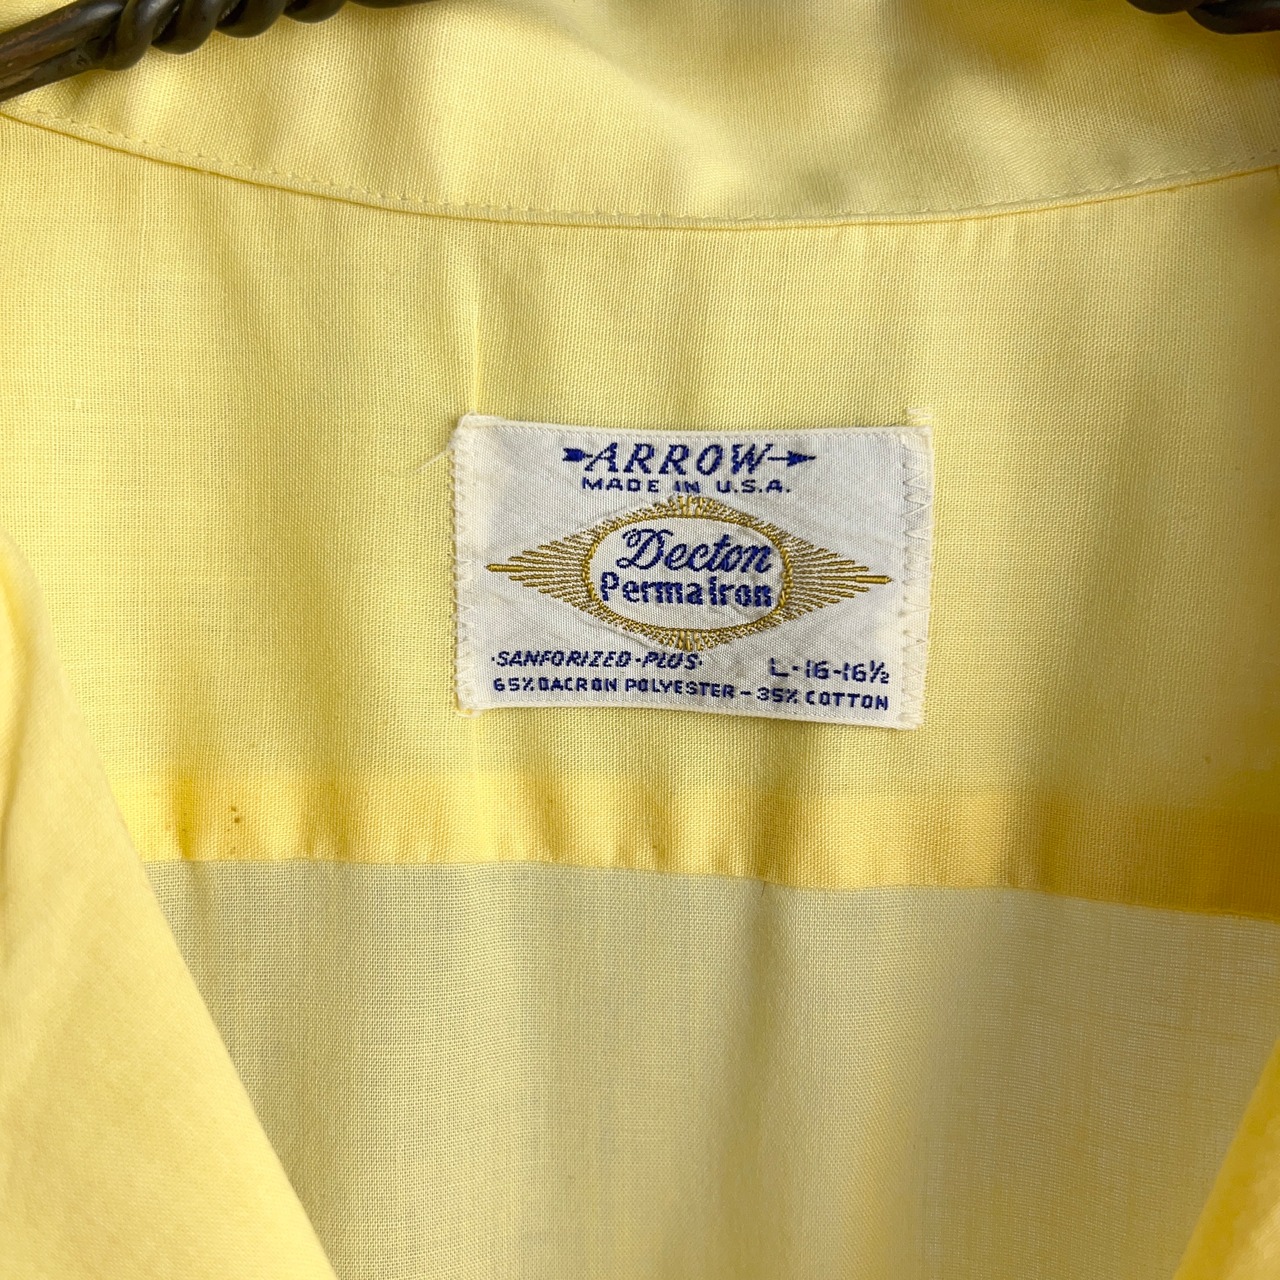 ARROW
MADE IN U.S.A.
Decton
Perma Iron
·SANFORIZED-PLUS· L-16-16½
65% DACRON POLYESTER - 35% COTTON